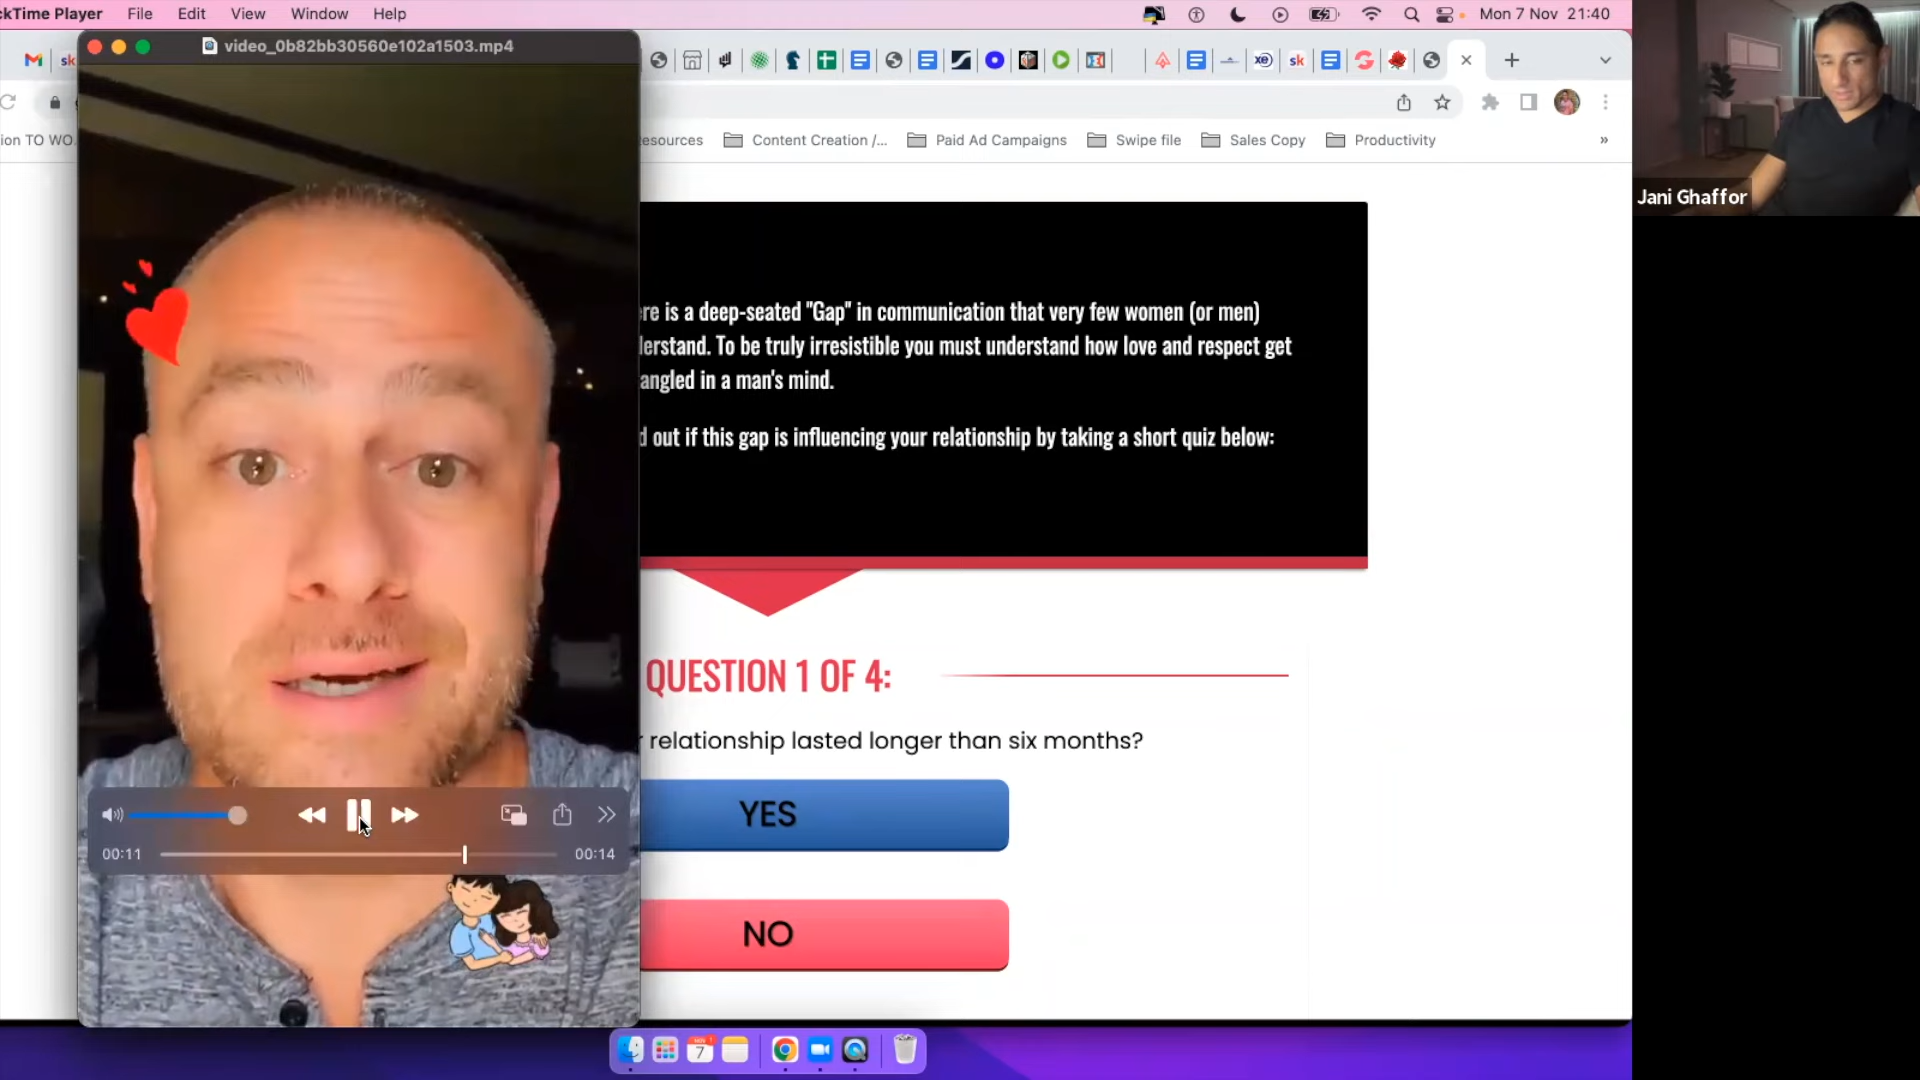 ckTime Player File Edit View Window Help Mon 7 Nov 21:40
video_0b82bb30560e102a1503.mp4
sk
xe sk
ion TO WO... esources Content Creation /... Paid Ad Campaigns Swipe file Sales Copy Productivity »
Jani Ghaffor
re is a deep-seated "Gap" in communication that very few women (or men)
lerstand. To be truly irresistible you must understand how love and respect get
angled in a man's mind.
d out if this gap is influencing your relationship by taking a short quiz below:
QUESTION 1 OF 4:
r relationship lasted longer than six months?
YES
00:11 00:14
NO
7